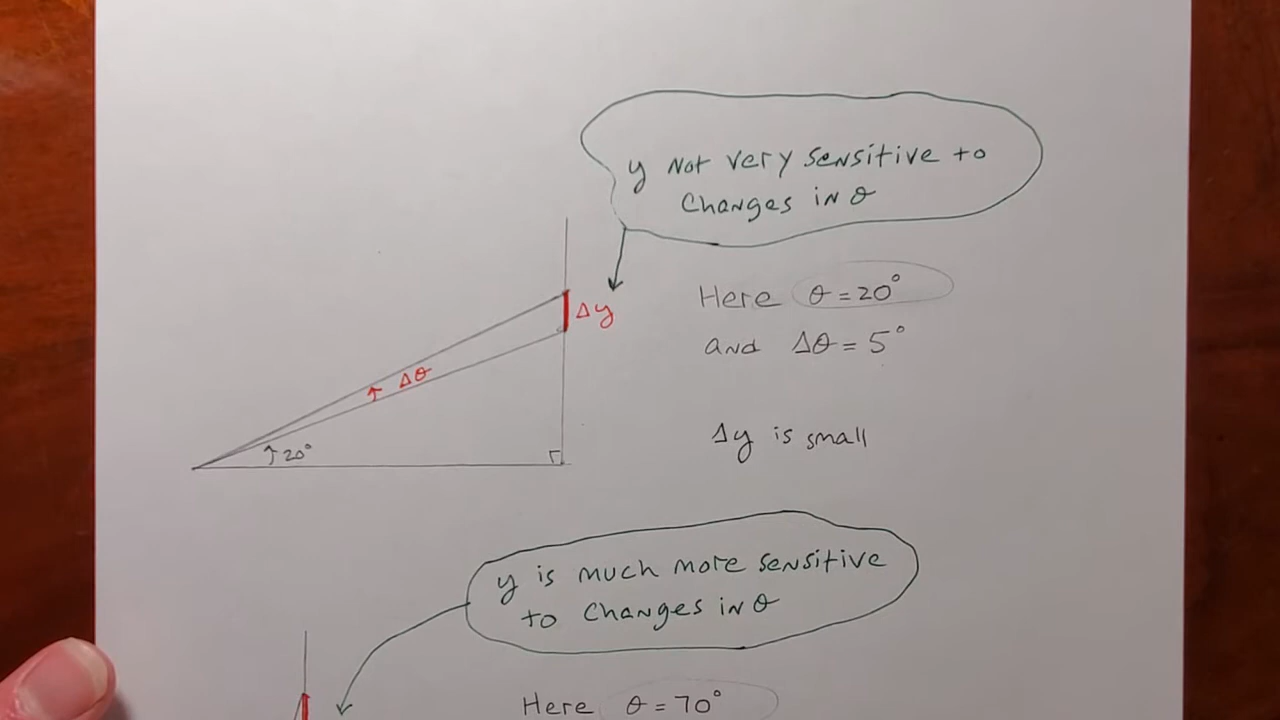 y Not very sensitive to
changes in θ
Here θ = 20°
and Δθ = 5°
Δy
Δθ
20°
Δy is small
y is much more sensitive
to changes in θ
Here θ = 70°